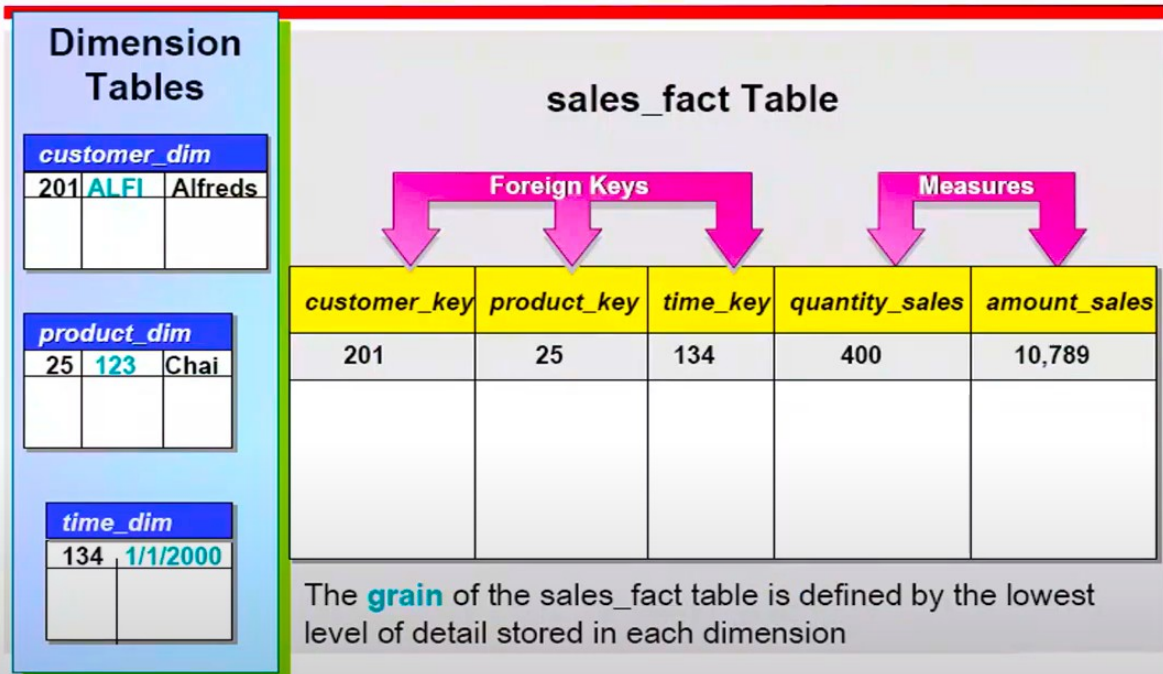 Dimension
Tables
customer_dim
201 ALFI Alfreds
product_dim
25 123 Chai
time_dim
134 1/1/2000
sales_fact Table
Foreign Keys Measures
customer_key product_key time_key quantity_sales amount_sales
201 25 134 400 10,789
The grain of the sales_fact table is defined by the lowest
level of detail stored in each dimension